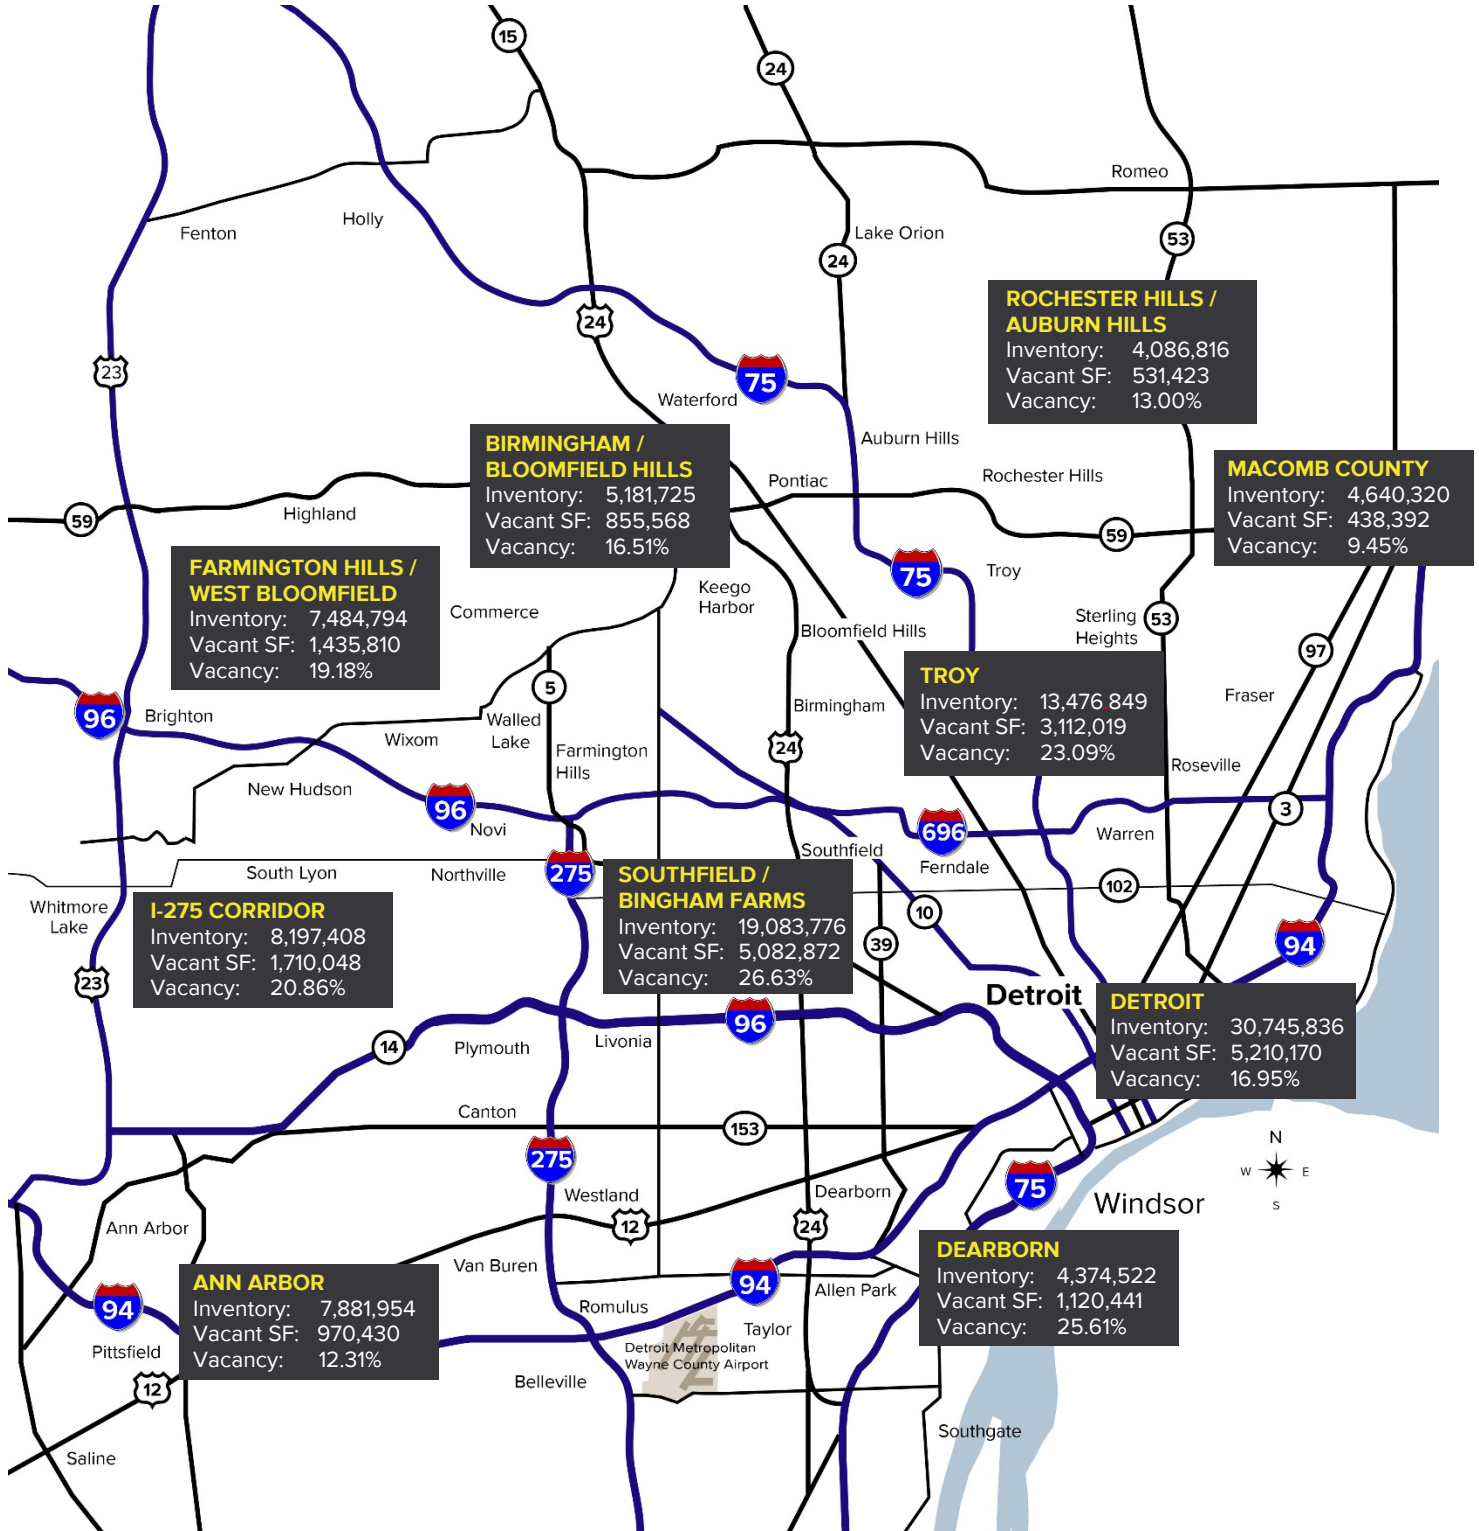 15
24
Romeo
Holly
Fenton
Lake Orion
53
24
24
23
75
Waterford
ROCHESTER HILLS /
AUBURN HILLS
Inventory: 4,086,816
Vacant SF: 531,423
Vacancy: 13.00%
Auburn Hills
BIRMINGHAM /
BLOOMFIELD HILLS
Inventory: 5,181,725
Vacant SF: 855,568
Vacancy: 16.51%
Pontiac
Rochester Hills
MACOMB COUNTY
Inventory: 4,640,320
Vacant SF: 438,392
Vacancy: 9.45%
59
Highland
59
FARMINGTON HILLS /
WEST BLOOMFIELD
Inventory: 7,484,794
Vacant SF: 1,435,810
Vacancy: 19.18%
Commerce
Keego
Harbor
75
Troy
Bloomfield Hills
Sterling
Heights
53
97
TROY
Inventory: 13,476.849
Vacant SF: 3,112,019
Vacancy: 23.09%
5
Fraser
96
Brighton
Wixom
Walled
Lake
Birmingham
24
Farmington
Hills
Roseville
New Hudson
96
Novi
3
696
Warren
Ferndale
Southfield
South Lyon
Northville
275
102
SOUTHFIELD /
BINGHAM FARMS
Inventory: 19,083,776
Vacant SF: 5,082,872
Vacancy: 26.63%
Whitmore
Lake
I-275 CORRIDOR
Inventory: 8,197,408
Vacant SF: 1,710,048
Vacancy: 20.86%
10
39
94
23
Detroit
DETROIT
Inventory: 30,745,836
Vacant SF: 5,210,170
Vacancy: 16.95%
96
Livonia
14
Plymouth
Canton
153
N
W
E
S
275
Westland
12
Dearborn
24
75
Windsor
Ann Arbor
Van Buren
DEARBORN
Inventory: 4,374,522
Vacant SF: 1,120,441
Vacancy: 25.61%
ANN ARBOR
Inventory: 7,881,954
Vacant SF: 970,430
Vacancy: 12.31%
94
94
Allen Park
Romulus
Taylor
Pittsfield
Detroit Metropolitan
Wayne County Airport
12
Belleville
Southgate
Saline